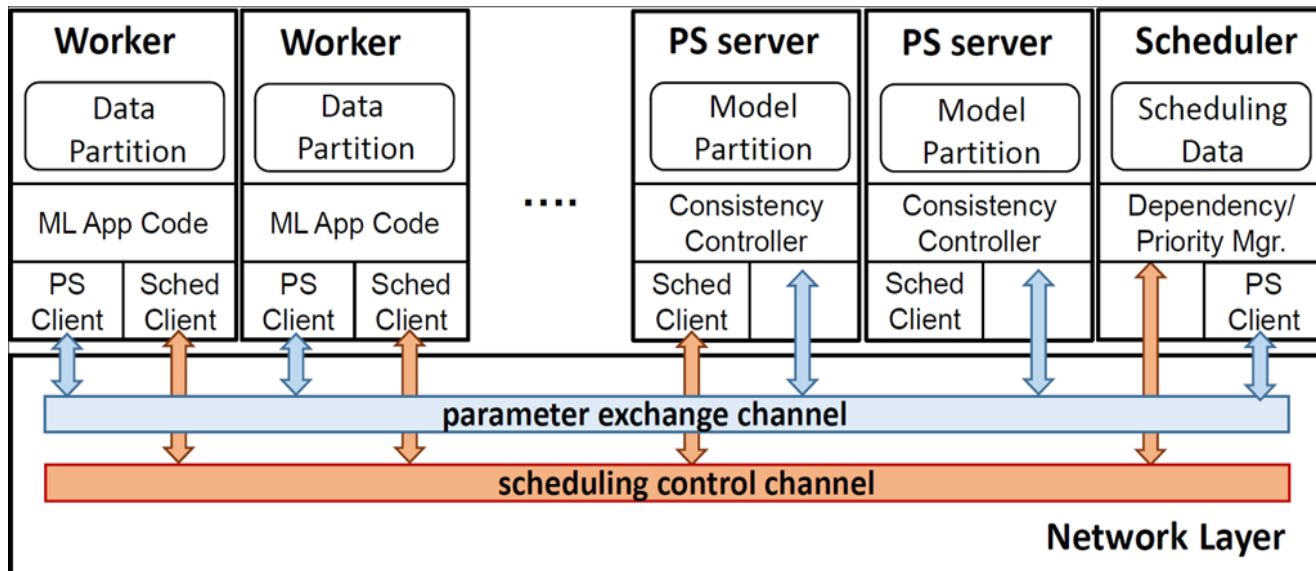 Worker
Data
Partition
ML App Code
PS
Client
Sched
Client
Worker
Data
Partition
ML App Code
PS
Client
Sched
Client
....
PS server
Model
Partition
Consistency
Controller
Sched
Client
PS server
Model
Partition
Consistency
Controller
Sched
Client
Scheduler
Scheduling
Data
Dependency/
Priority Mgr.
PS
Client
parameter exchange channel
scheduling control channel
Network Layer